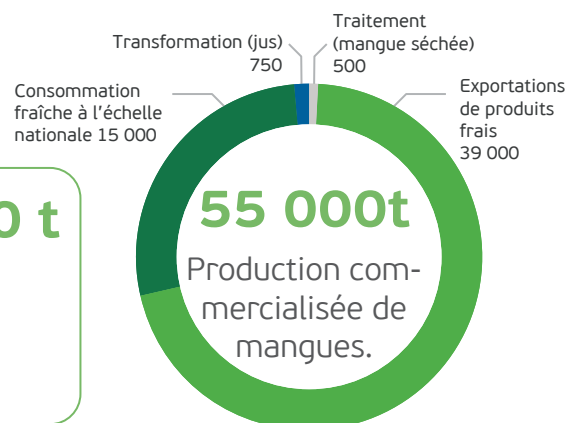 Traitement
(mangue séchée)
500
Transformation (jus)
750
Consommation
fraîche à l'échelle
nationale 15 000
Exportations
de produits
frais
39 000
0 t
55 000t
Production com-
mercialisée de
mangues.